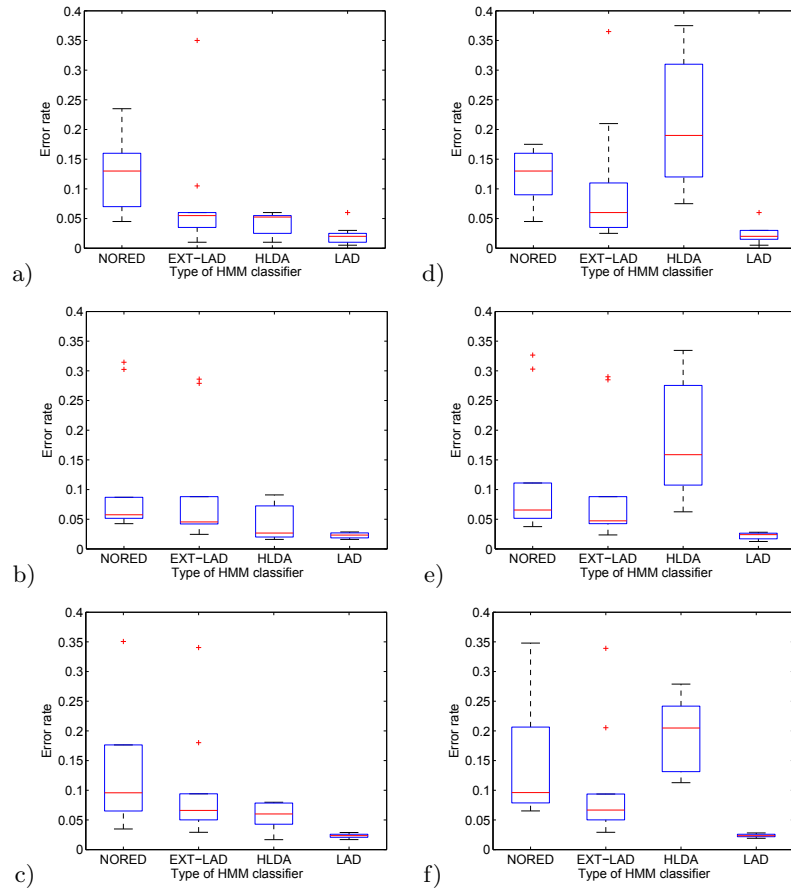 0.4
0.35
0.3
0.25
0.2
0.15
0.1
0.05
0
Error rate
NORED EXT−LAD HLDA LAD
Type of HMM classifier
a)
0.4
0.35
0.3
0.25
0.2
0.15
0.1
0.05
0
Error rate
NORED EXT−LAD HLDA LAD
Type of HMM classifier
d)
0.4
0.35
0.3
0.25
0.2
0.15
0.1
0.05
0
Error rate
NORED EXT−LAD HLDA LAD
Type of HMM classifier
b)
0.4
0.35
0.3
0.25
0.2
0.15
0.1
0.05
0
Error rate
NORED EXT−LAD HLDA LAD
Type of HMM classifier
e)
0.4
0.35
0.3
0.25
0.2
0.15
0.1
0.05
0
Error rate
NORED EXT−LAD HLDA LAD
Type of HMM classifier
c)
0.4
0.35
0.3
0.25
0.2
0.15
0.1
0.05
0
Error rate
NORED EXT−LAD HLDA LAD
Type of HMM classifier
f)